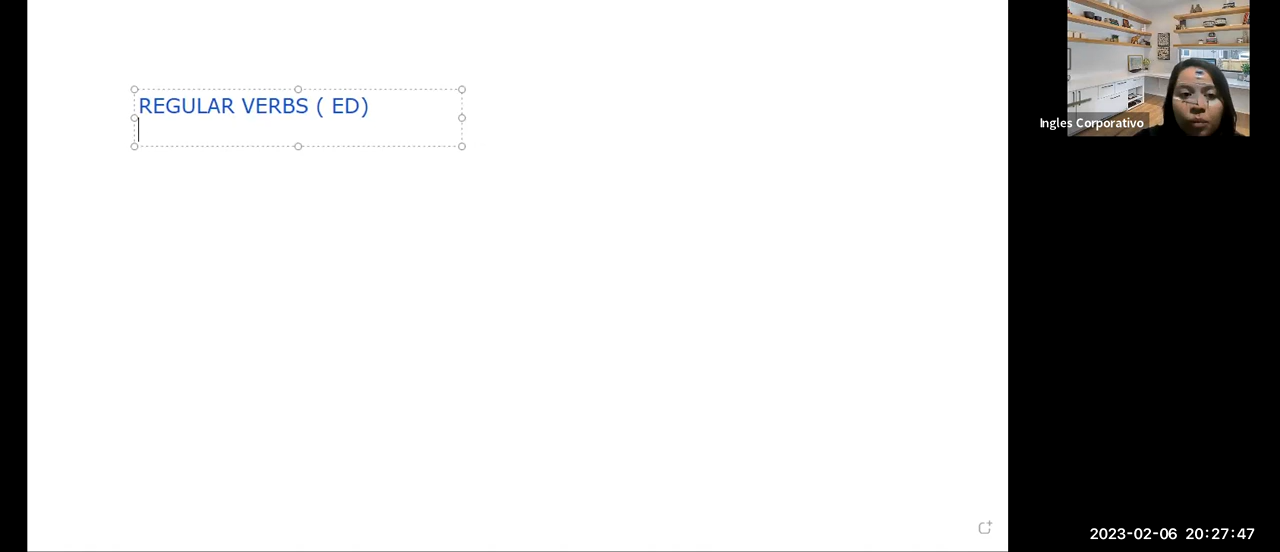 REGULAR VERBS ( ED)
Ingles Corporativo
2023-02-06 20:27:47